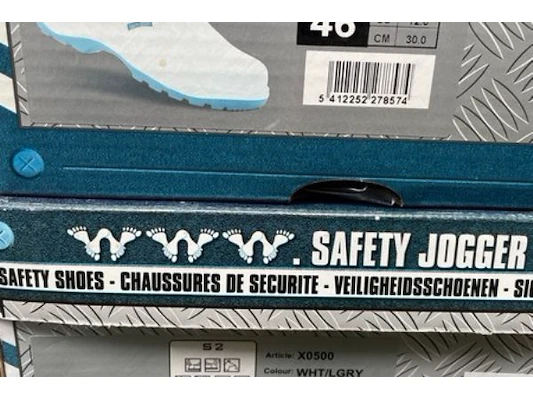 46
CM 30.0
5 412252 278574
WWW. SAFETY JOGGER
SAFETY SHOES - CHAUSSURES DE SECURITE - VEILIGHEIDSSCHOENEN -
S2
Article: X0500
Colour: WHT/LGRY